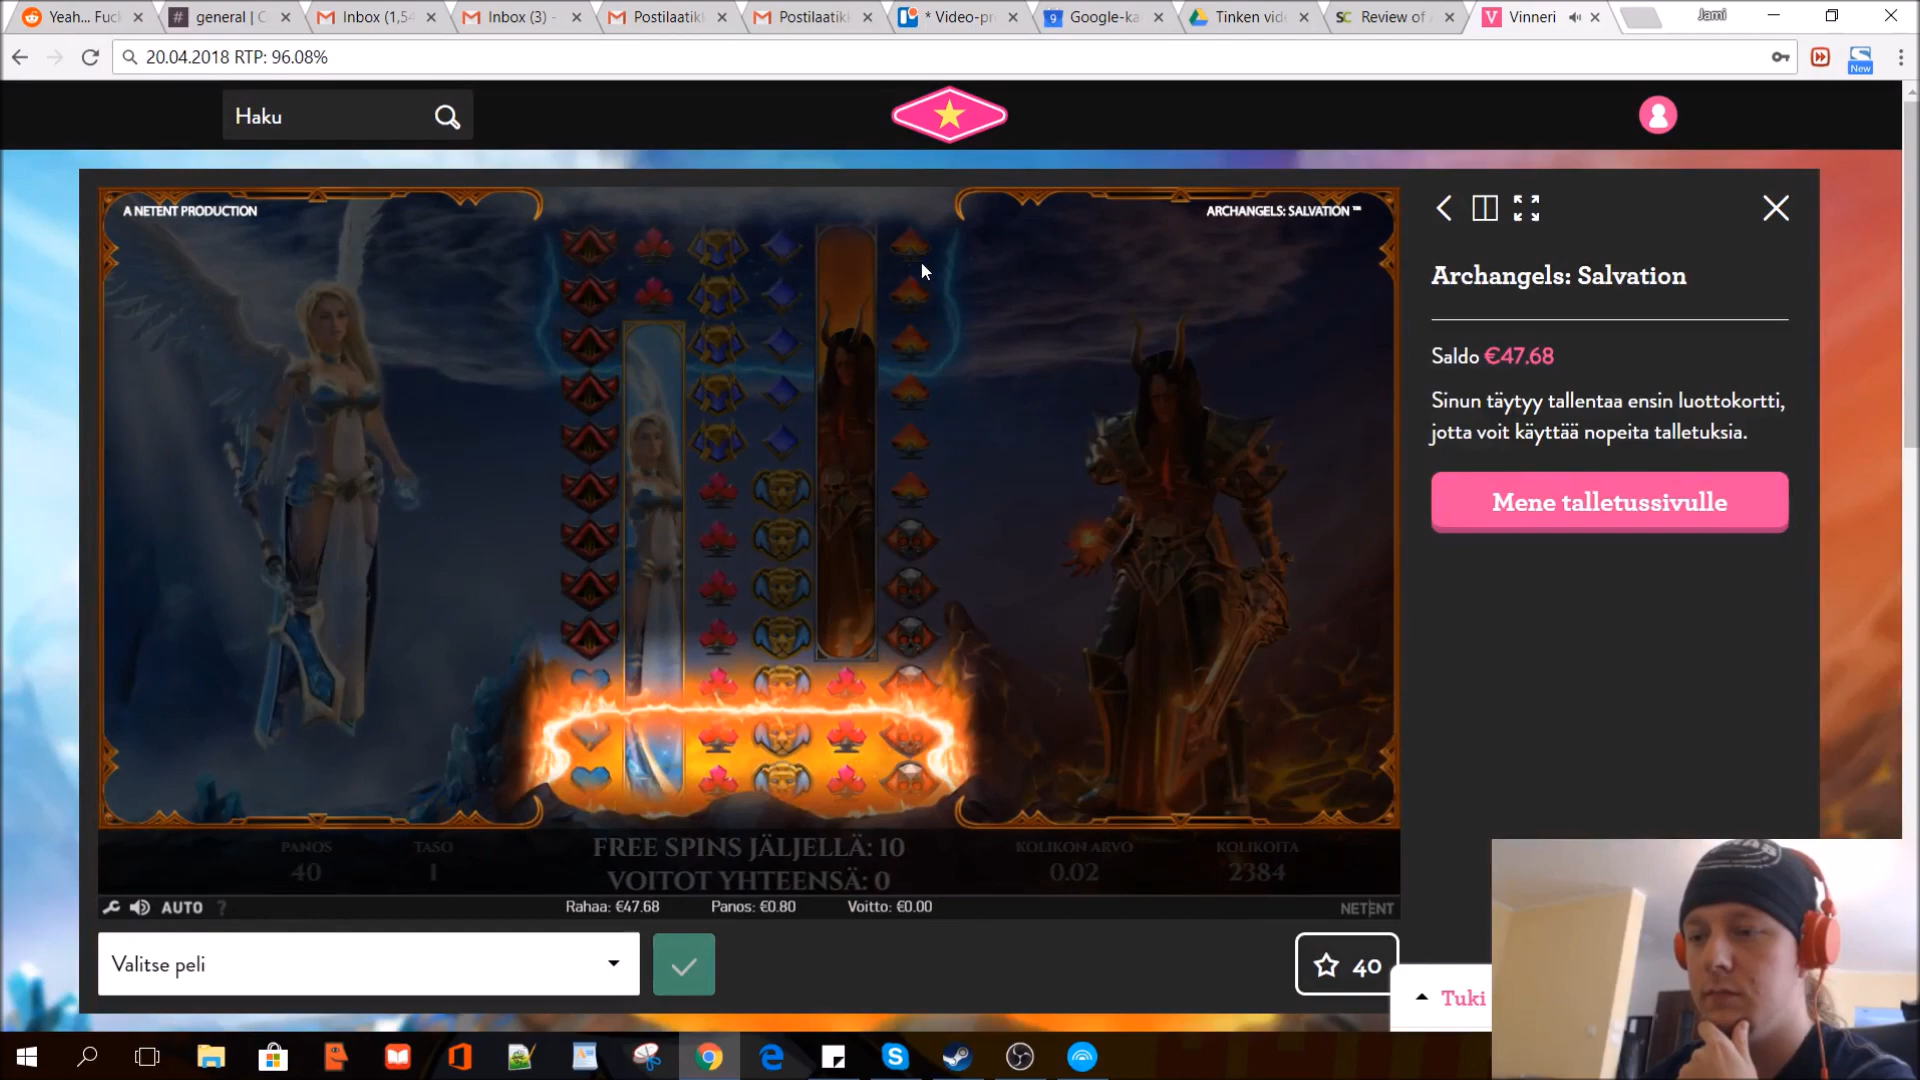 Yeah... Fuc
general | C
Inbox (1,54
Inbox (3) -
Postilaatik
Postilaatik
* Video-pr
Google-ka
Tinken vid
Review of
Vinneri
Jami
20.04.2018 RTP: 96.08%
New
Haku
A NETENT PRODUCTION
ARCHANGELS: SALVATION™
Archangels: Salvation
Saldo €47.68
Sinun täytyy tallentaa ensin luottokortti,
jotta voit käyttää nopeita talletuksia.
Mene talletussivulle
PANOS
40
TASO
1
FREE SPINS JÄLJELLÄ: 10
VOITOT YHTEENSÄ: 0
KOLIKON ARVO
0.02
KOLIKOITA
2384
AUTO ?
Rahaa: €47.68
Panos: €0.80
Voitto: €0.00
NETENT
Valitse peli
40
Tuki